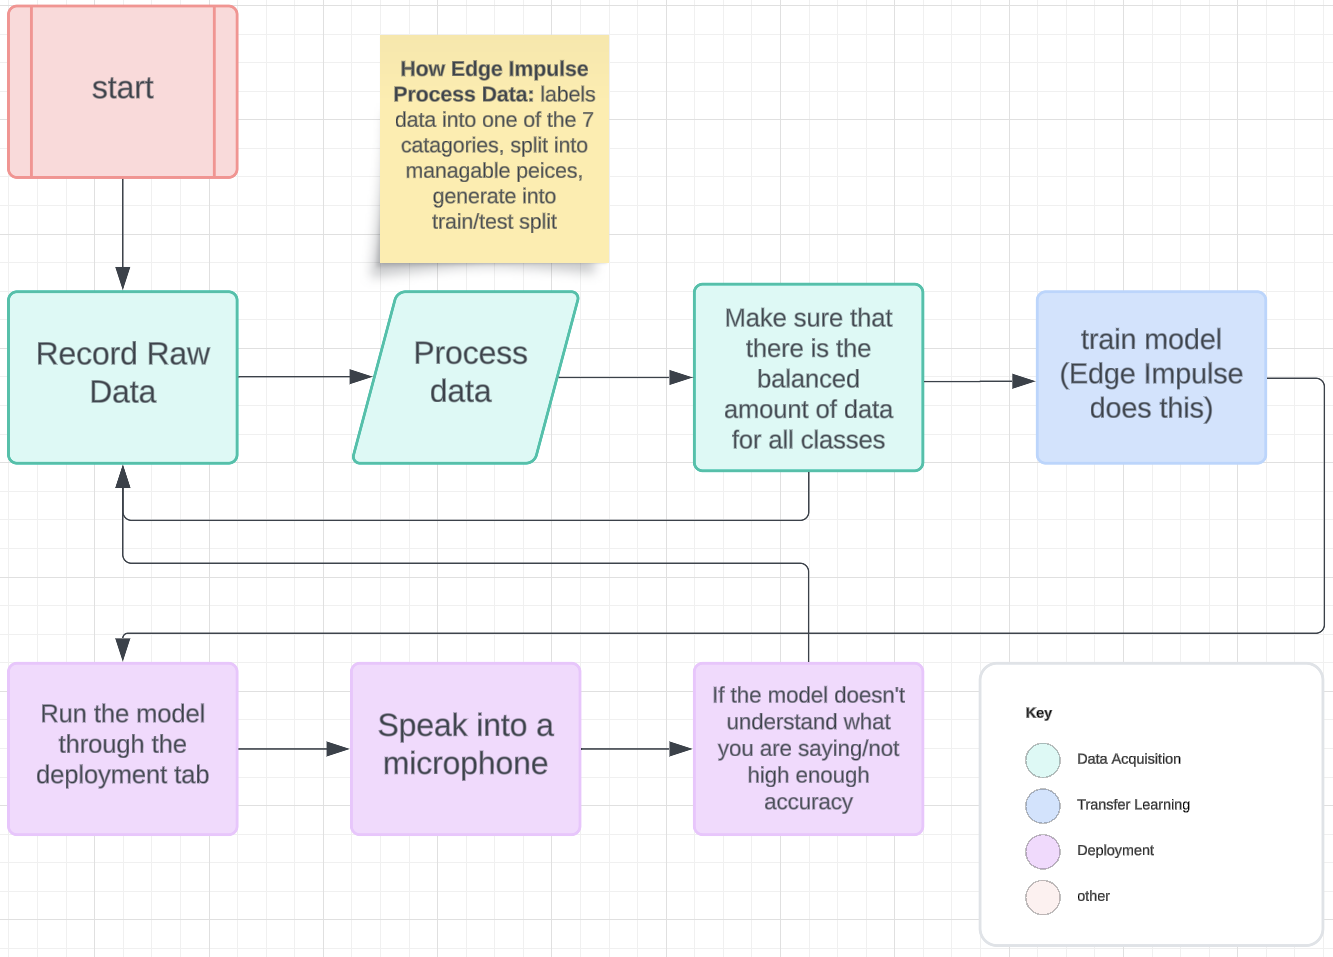 start
How Edge Impulse
Process Data: labels
data into one of the 7
catagories, split into
managable peices,
generate into
train/test split
Record Raw
Data
Process
data
Make sure that
there is the
balanced
amount of data
for all classes
train model
(Edge Impulse
does this)
Run the model
through the
deployment tab
Speak into a
microphone
If the model doesn't
understand what
you are saying/not
high enough
accuracy
Key
Data Acquisition
Transfer Learning
Deployment
other